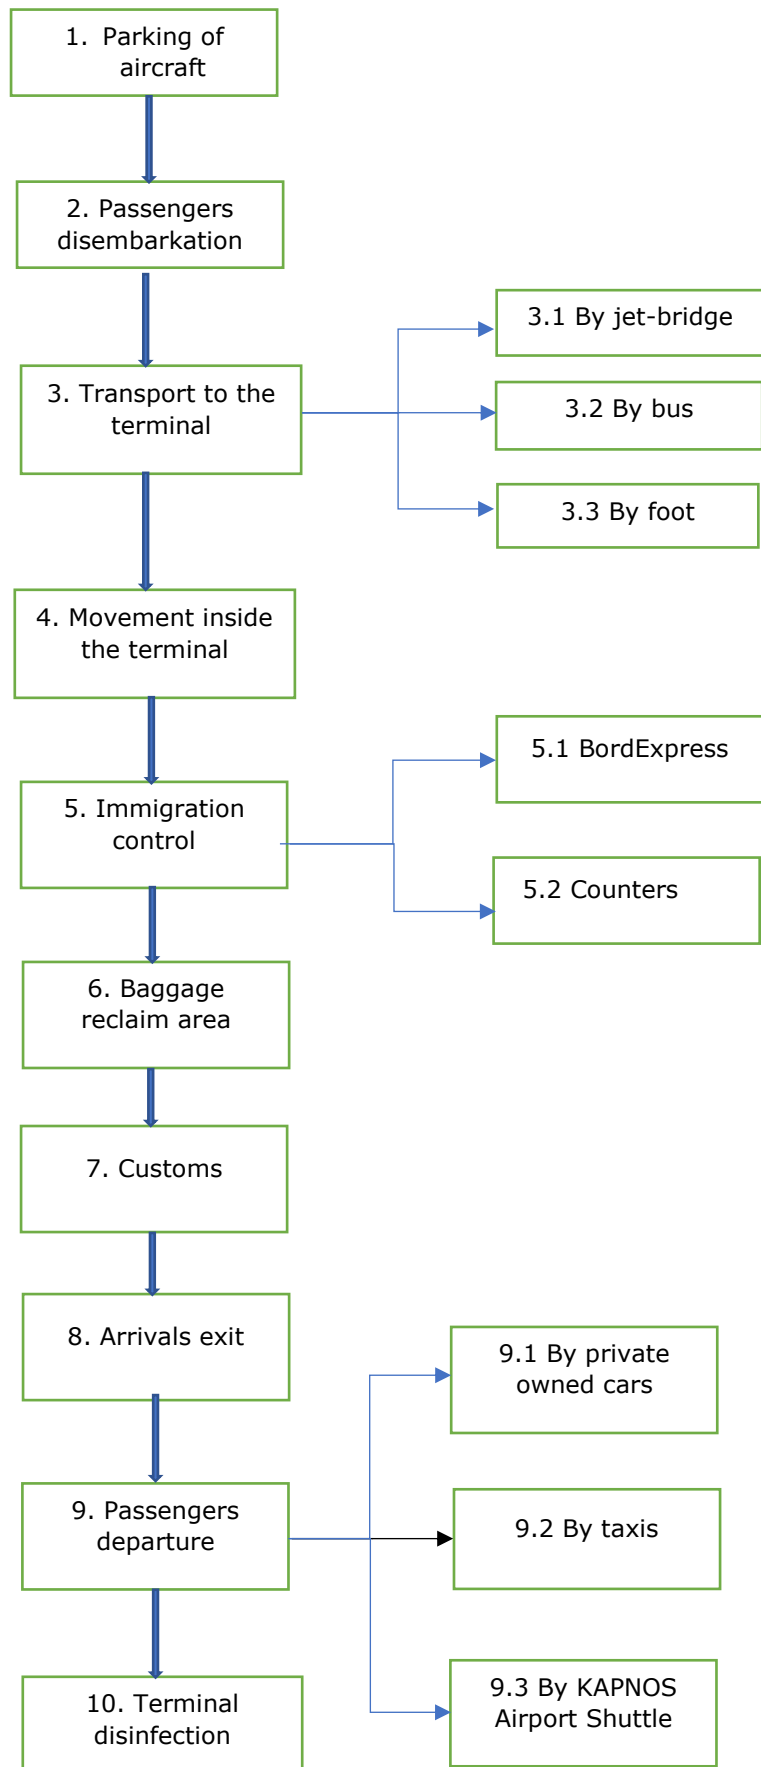 1. Parking of
aircraft
2. Passengers
disembarkation
3. Transport to the
terminal
3.1 By jet-bridge
3.2 By bus
3.3 By foot
4. Movement inside
the terminal
5. Immigration
control
5.1 BordExpress
5.2 Counters
6. Baggage
reclaim area
7. Customs
8. Arrivals exit
9. Passengers
departure
9.1 By private
owned cars
9.2 By taxis
9.3 By KAPNOS
Airport Shuttle
10. Terminal
disinfection